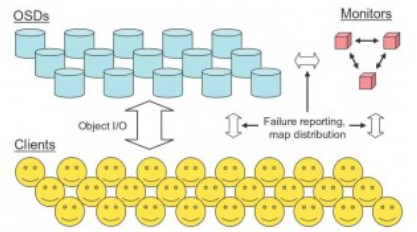 OSDs
Monitors
Object I/O
Failure reporting,
map distribution
Clients